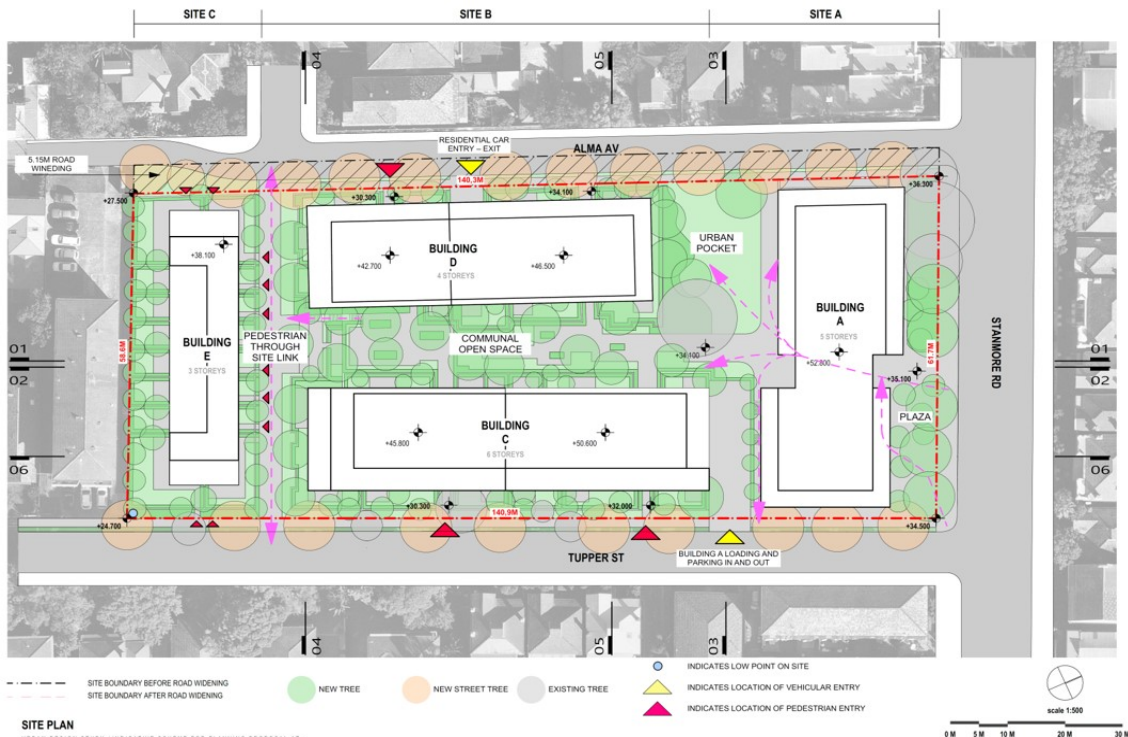 SITE C
SITE B
SITE A
04
05
03
5.15M ROAD
WINEDING
RESIDENTIAL CAR
ENTRY – EXIT
ALMA AV
140,3M
+27.500
+30.300
+34.100
+36.300
+38.100
BUILDING
D
4 STOREYS
+42.700
+46.500
URBAN
POCKET
BUILDING
A
5 STOREYS
+52.800
BUILDING
E
3 STOREYS
58.6M
PEDESTRIAN
THROUGH
SITE LINK
COMMUNAL
OPEN SPACE
+34.100
+35.100
61.7M
STANMORE RD
PLAZA
01
02
01
02
BUILDING
C
6 STOREYS
+45.800
+50.600
06
06
+24.700
+30.300
140,9M
+32.000
+34.500
TUPPER ST
BUILDING A LOADING AND
PARKING IN AND OUT
04
05
03
SITE BOUNDARY BEFORE ROAD WIDENING
SITE BOUNDARY AFTER ROAD WIDENING
NEW TREE
NEW STREET TREE
EXISTING TREE
INDICATES LOW POINT ON SITE
INDICATES LOCATION OF VEHICULAR ENTRY
INDICATES LOCATION OF PEDESTRIAN ENTRY
scale 1:500
0 M 5 M 10 M 20 M 30 M
SITE PLAN